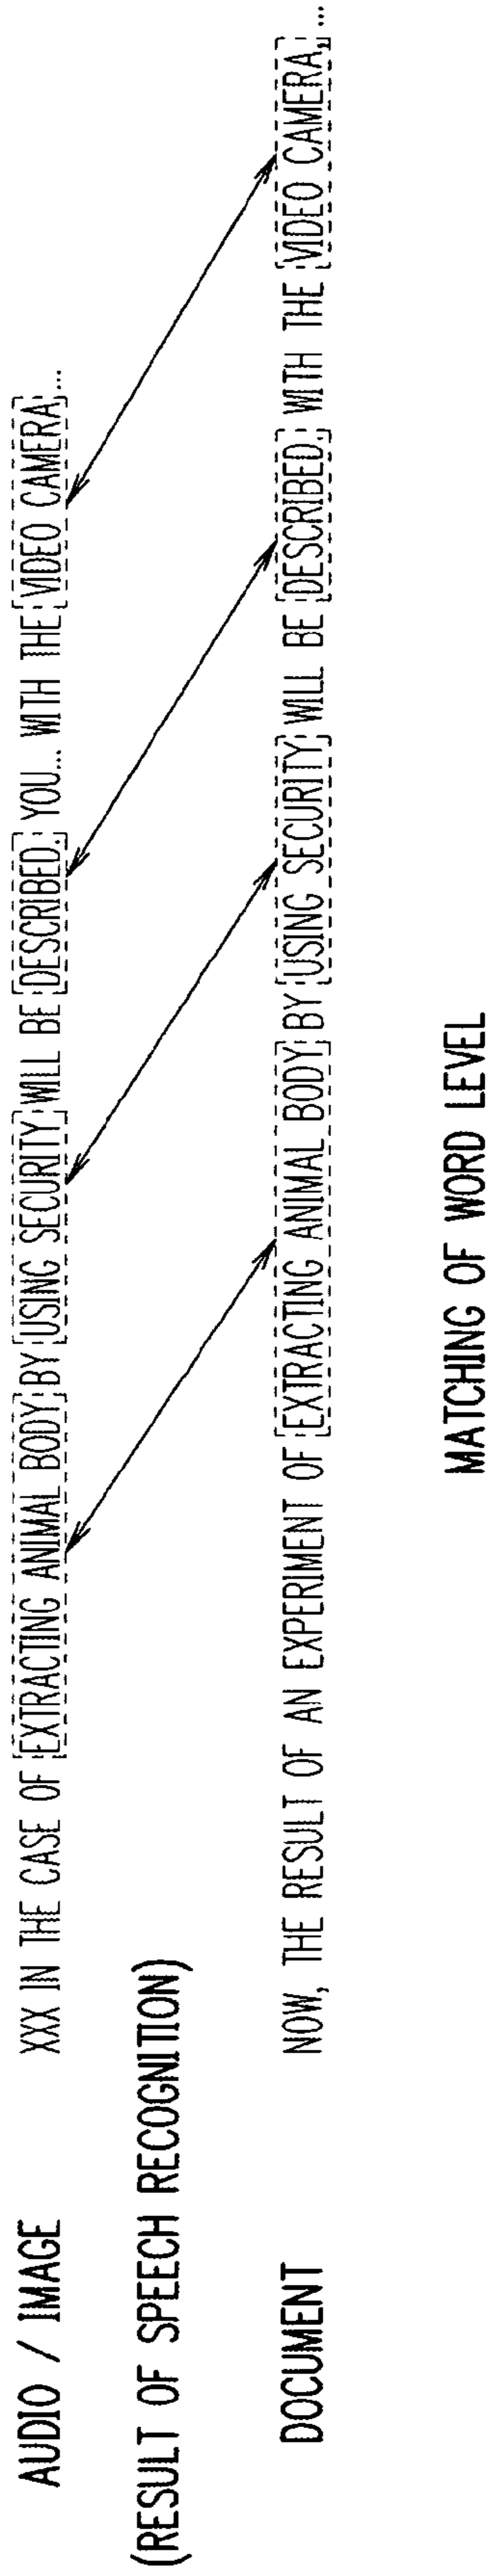 AUDIO / IMAGE
XXX IN THE CASE OF EXTRACTING ANIMAL BODY BY USING SECURITY WILL BE DESCRIBED. YOU... WITH THE VIDEO CAMERA,...
(RESULT OF SPEECH RECOGNITION)
DOCUMENT
NOW, THE RESULT OF AN EXPERIMENT OF EXTRACTING ANIMAL BODY BY USING SECURITY WILL BE DESCRIBED. WITH THE VIDEO CAMERA, ...
MATCHING OF WORD LEVEL